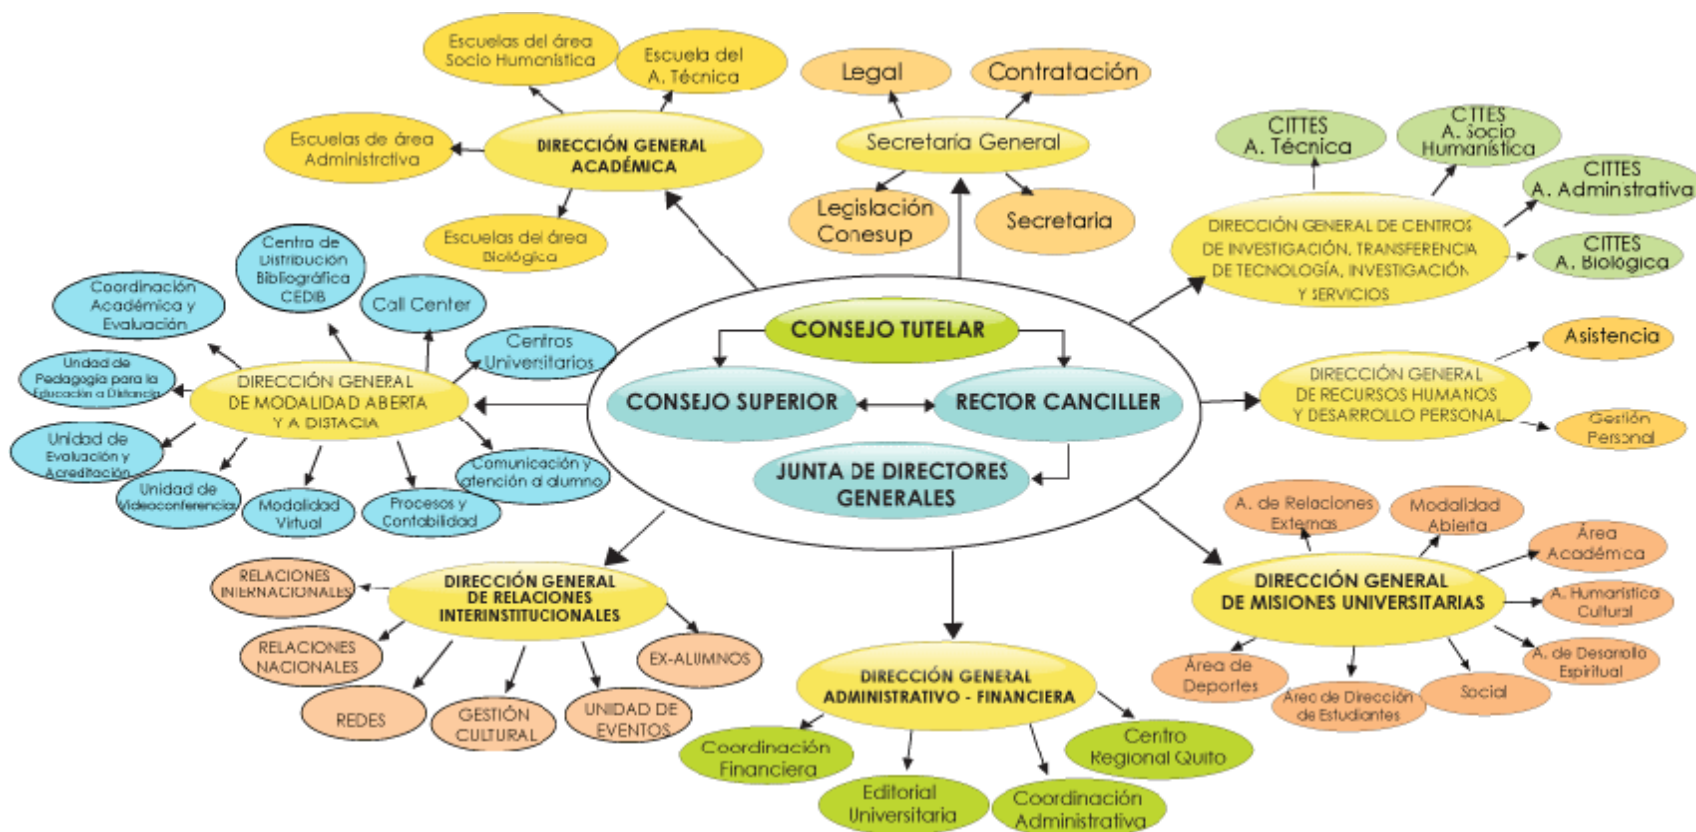 Escuelas del área
Socio Humanística
Escuela del
A. Técnica
Escuelas de área
Administrctiva
DIRECCIÓN GENERAL
ACADÉMICA
Escuelas del área
Biológica
Legal
Contratación
Secretaría General
Legislación
Conesup
Secretaria
CITTES
A. Técnica
CTTES
A. Socio
Humanística
CITTES
A. Adminstrativa
CITTES
A. Biológica
DIRECCIÓN GENERAL DE CENTROS
DE INVESTIGACIÓN, TRANSFERENCIA
DE TECNOLOGÍA, INVESTIGACIÓN
Y SERVICIOS
Centro de
Distribución
Bibliográfica
CEDIB
Coordinación
Académica y
Evaluación
Call Center
Centros
Universitarios
Unidad de
Pedagogía para la
Educación a Distancia
DIRECCIÓN GENERAL
DE MODALIDAD ABIERTA
Y A DISTACIA
Unidad de
Evaluación y
Acreditación
Unidad de
Videoconferencias
Modalidad
Virtual
Procesos y
Contabilidad
Comunicación y
atención al alumno
CONSEJO TUTELAR
CONSEJO SUPERIOR
RECTOR CANCILLER
JUNTA DE DIRECTORES
GENERALES
Asistencia
DIRECCIÓN GENERAL
DE RECURSOS HUMANOS
Y DESARROLLO PERSONAL
Gestión
Personal
RELACIONES
INTERNACIONALES
DIRECCIÓN GENERAL
DE RELACIONES
INTERINSTITUCIONALES
RELACIONES
NACIONALES
REDES
GESTIÓN
CULTURAL
UNIDAD DE
EVENTOS
EX-ALUMNOS
DIRECCIÓN GENERAL
ADMINISTRATIVO - FINANCIERA
Coordinación
Financiera
Editorial
Universitaria
Coordinación
Administrativa
Centro
Regional Quito
A. de Relaciones
Externas
Modalidad
Abierta
Área
Académca
DIRECCIÓN GENERAL
DE MISIONES UNIVERSITARIAS
A. Humanística
Cultural
A. de Desarrollo
Espiritual
Área de
Deportes
Área de Dirección
de Estudiantes
Social